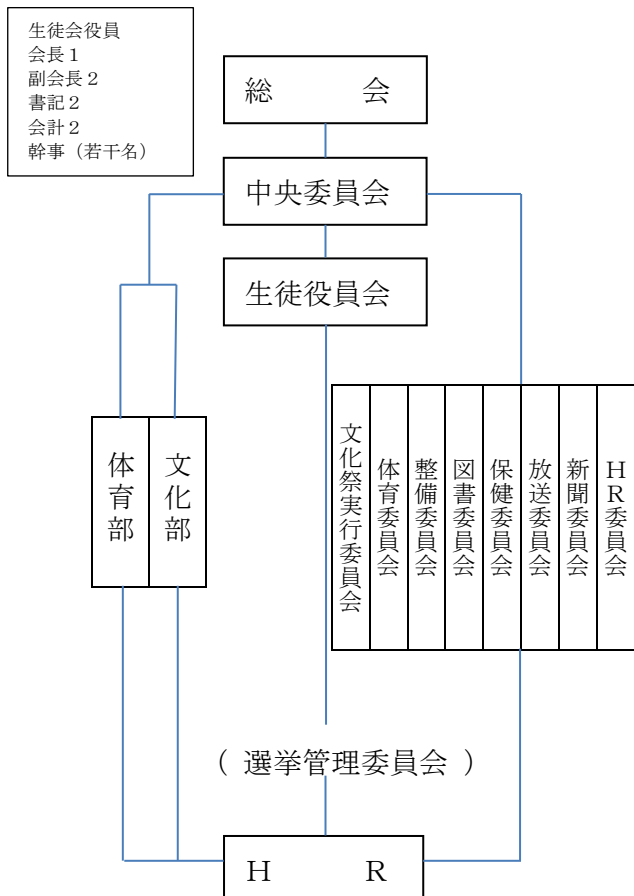 生徒会役員
会長１
副会長２
書記２
会計２
幹事（若干名）
総　　　会
中央委員会
生徒役員会
体育部
文化部
文化祭実行委員会
体育委員会
整備委員会
図書委員会
保健委員会
放送委員会
新聞委員会
HR委員会
（ 選挙管理委員会 ）
Ｈ　　　Ｒ